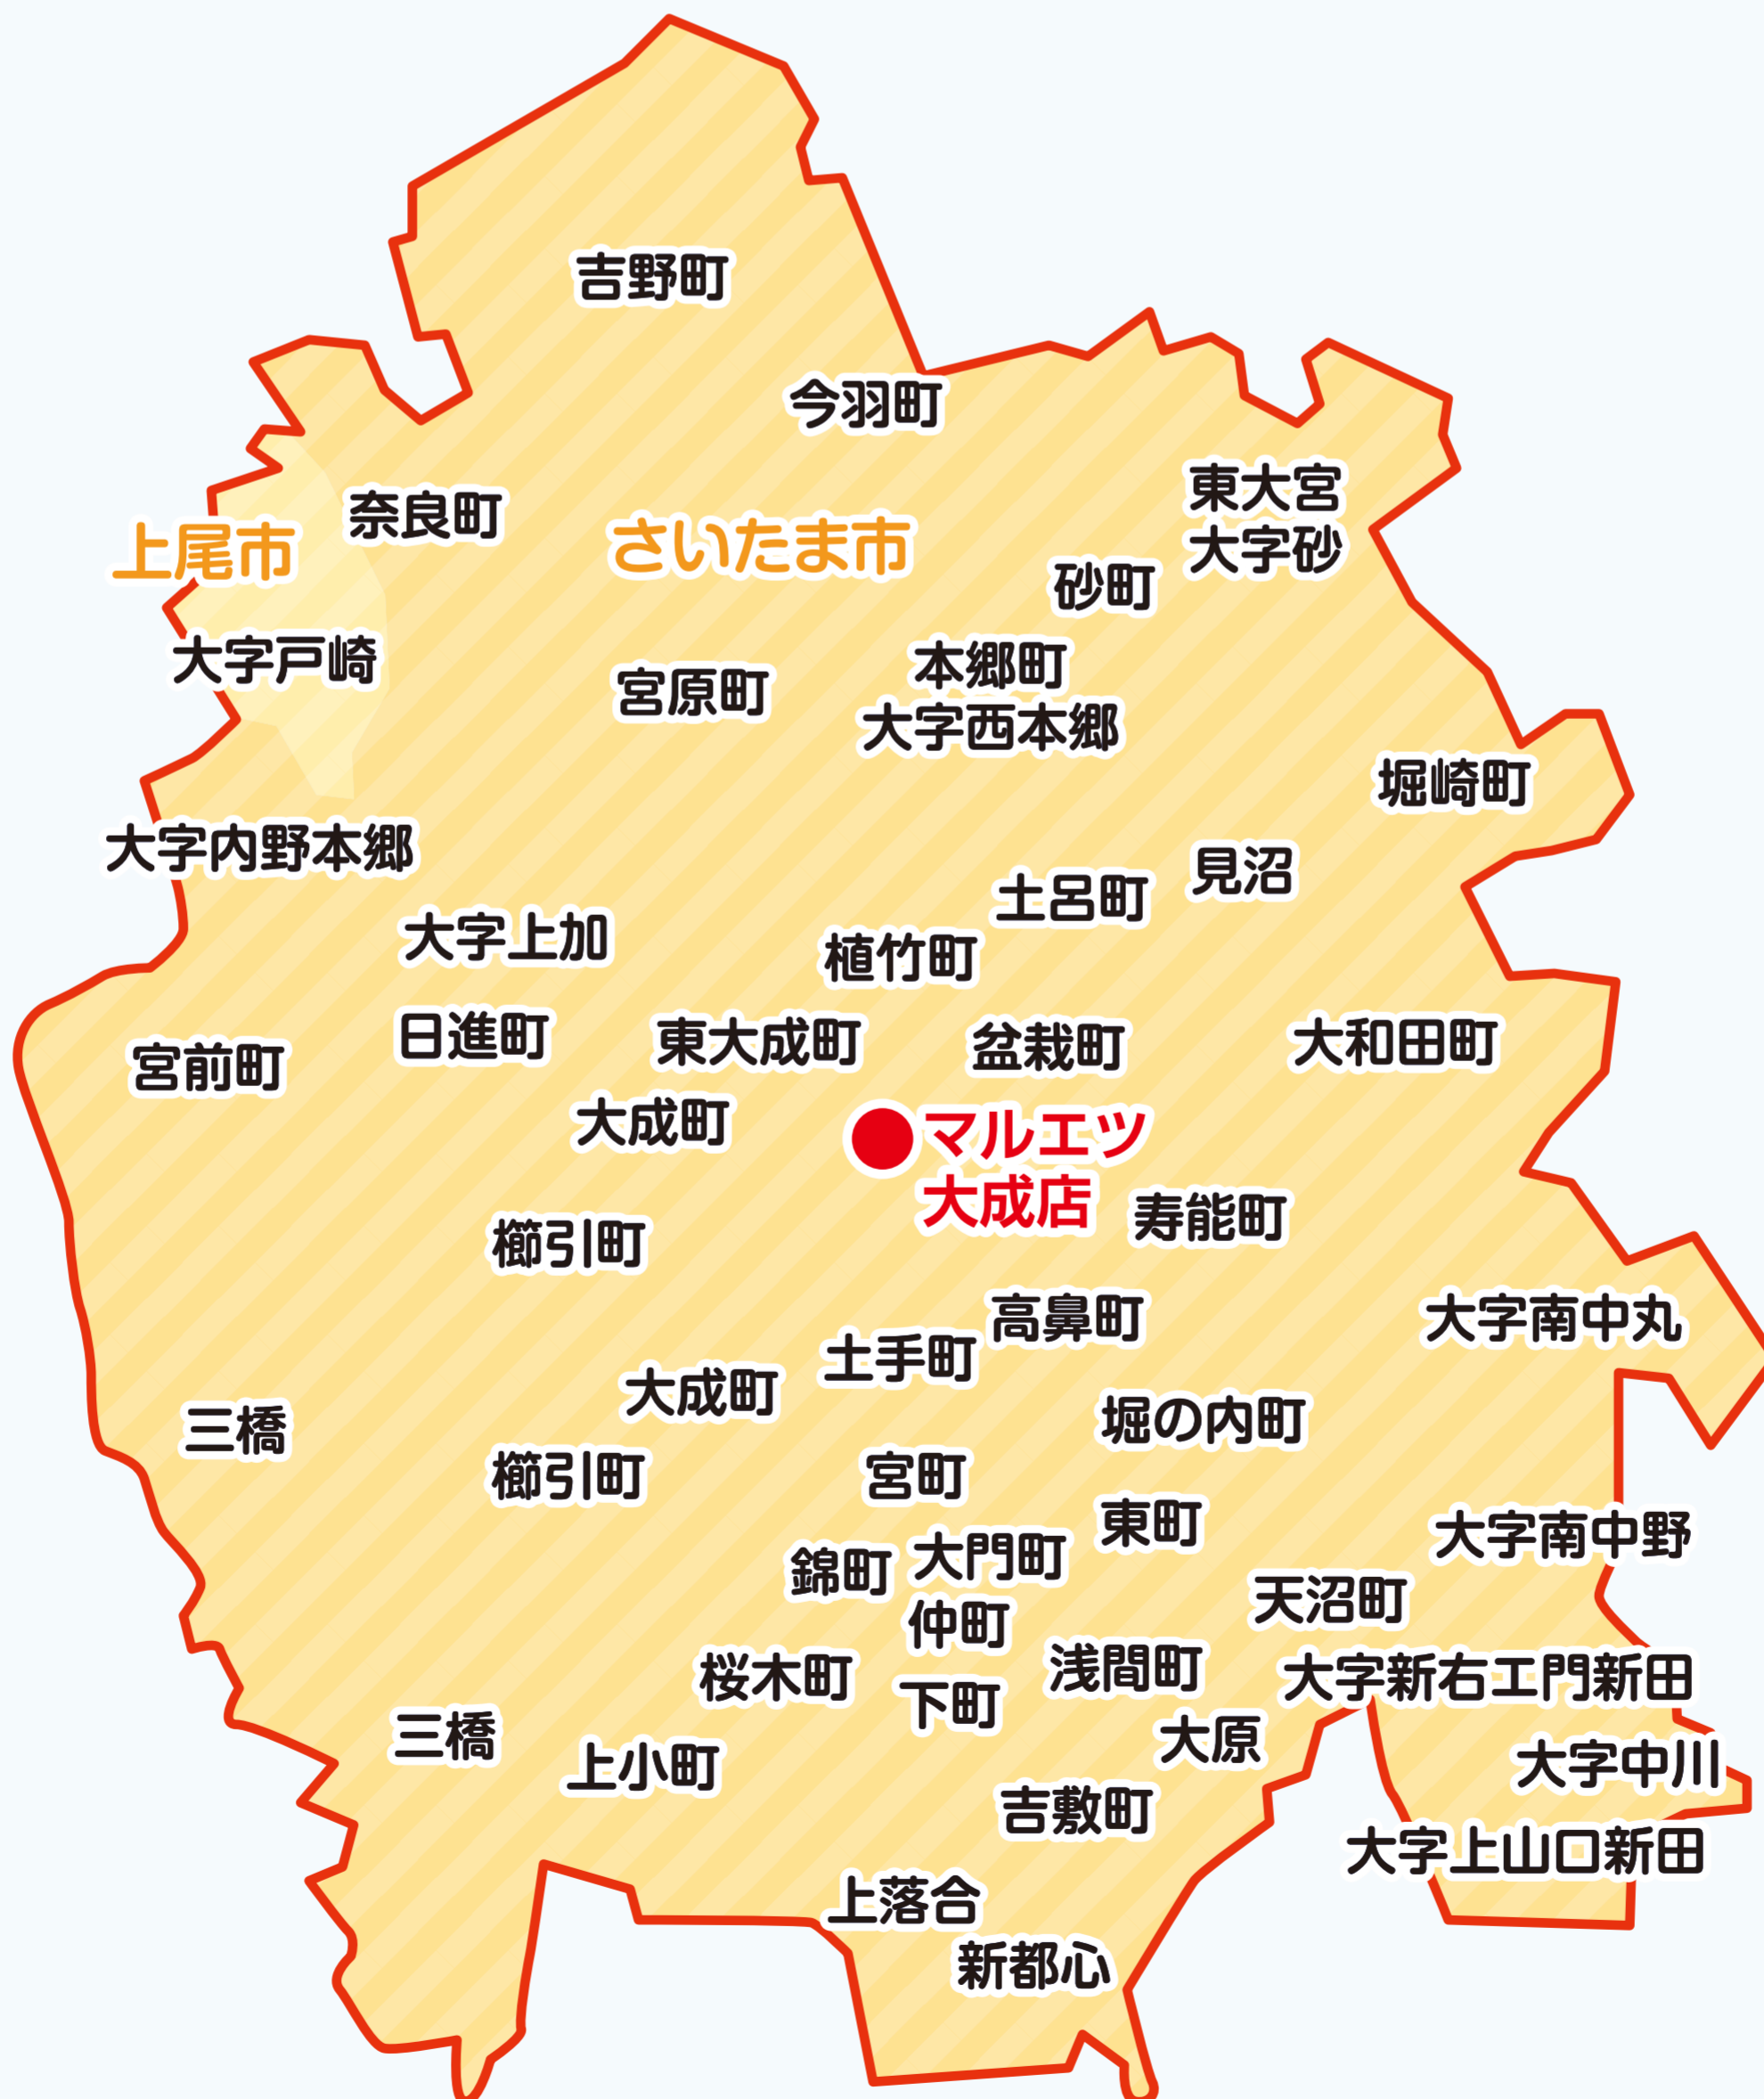 吉野町
今羽町
東大宮
大字砂
奈良町
さいたま市
上尾市
砂町
大字戸崎
本郷町
宮原町
大字西本郷
堀崎町
大字内野本郷
見沼
土呂町
大字上加
植竹町
日進町
東大成町
盆栽町
大和田町
宮前町
大成町
マルエツ
大成店
寿能町
櫛引町
高鼻町
大字南中丸
土手町
大成町
堀の内町
三橋
櫛引町
宮町
東町
大字南中野
大門町
錦町
天沼町
仲町
浅間町
桜木町
大字新右エ門新田
下町
三橋
大原
上小町
大字中川
吉敷町
大字上山口新田
上落合
新都心